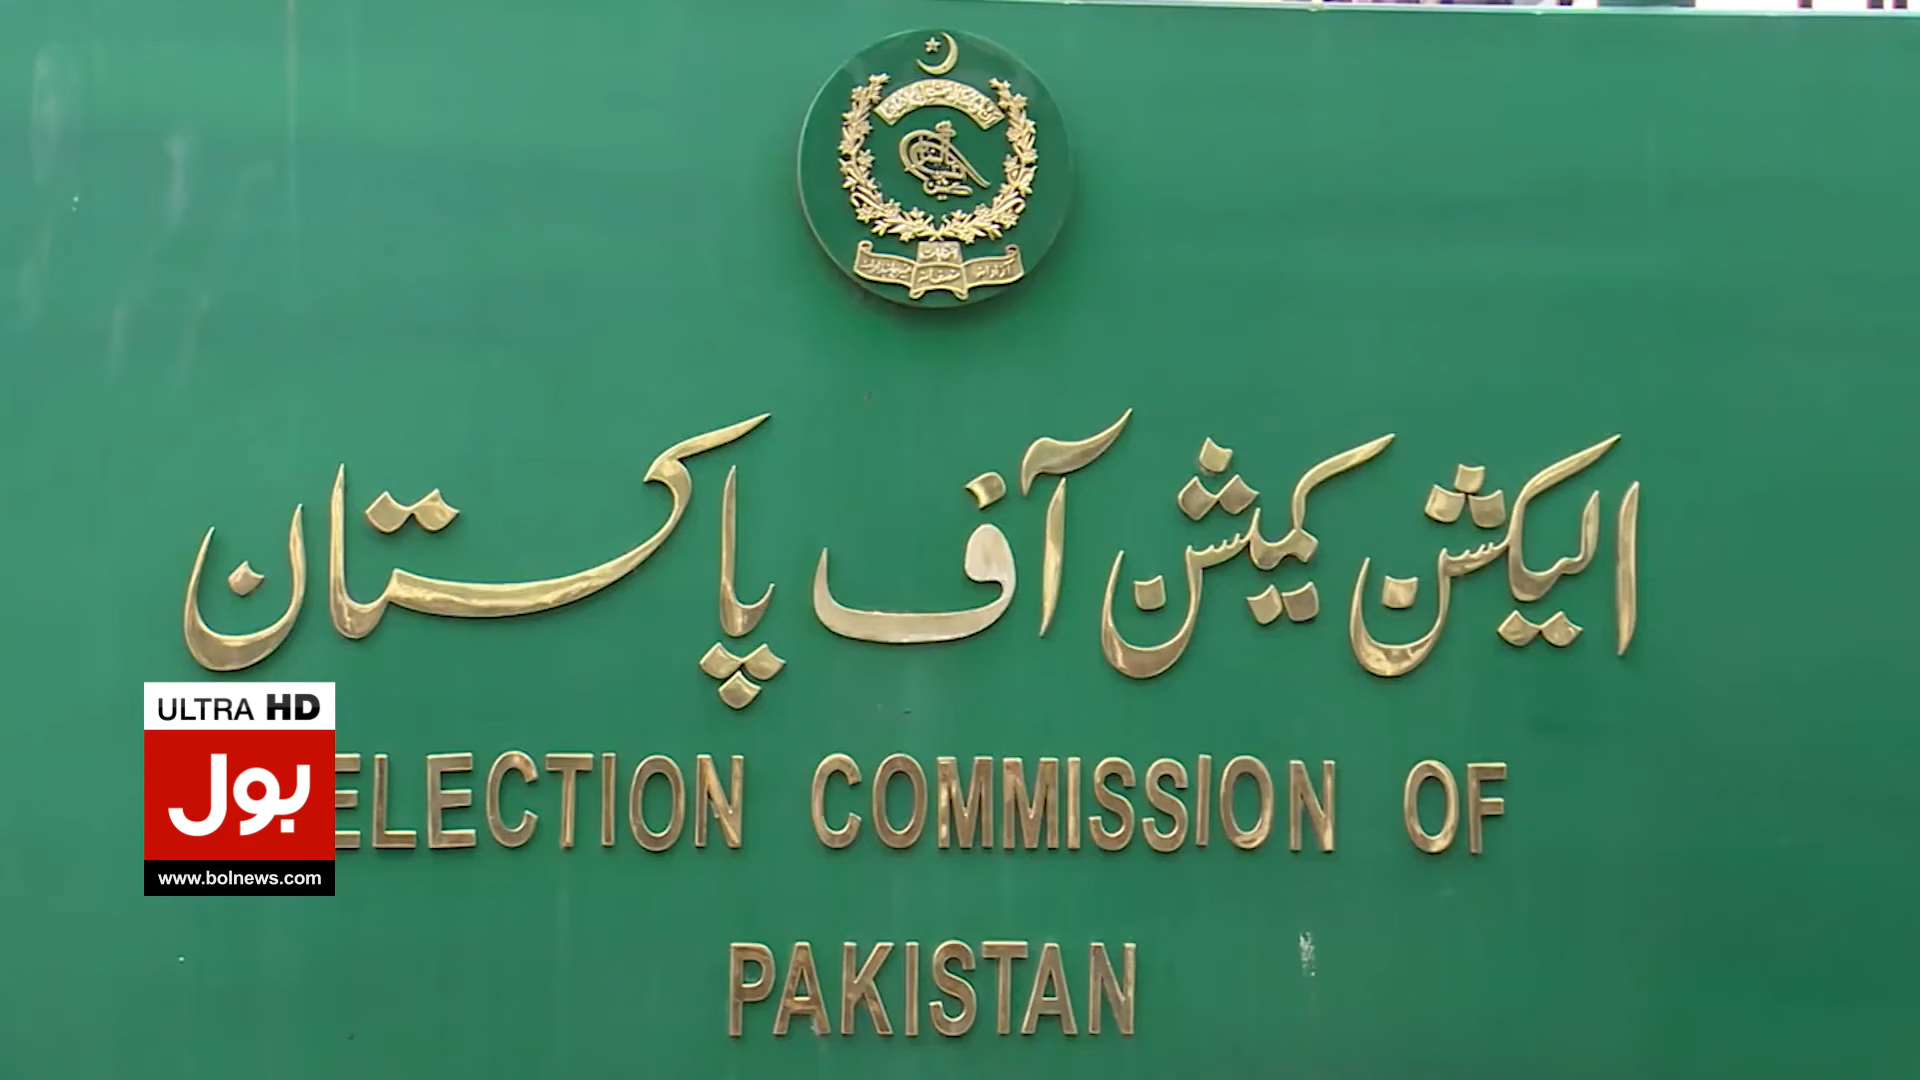 الیکشن کمیشن آف پاکستان
ULTRA HD
بول
www.bolnews.com
ELECTION COMMISSION OF
PAKISTAN